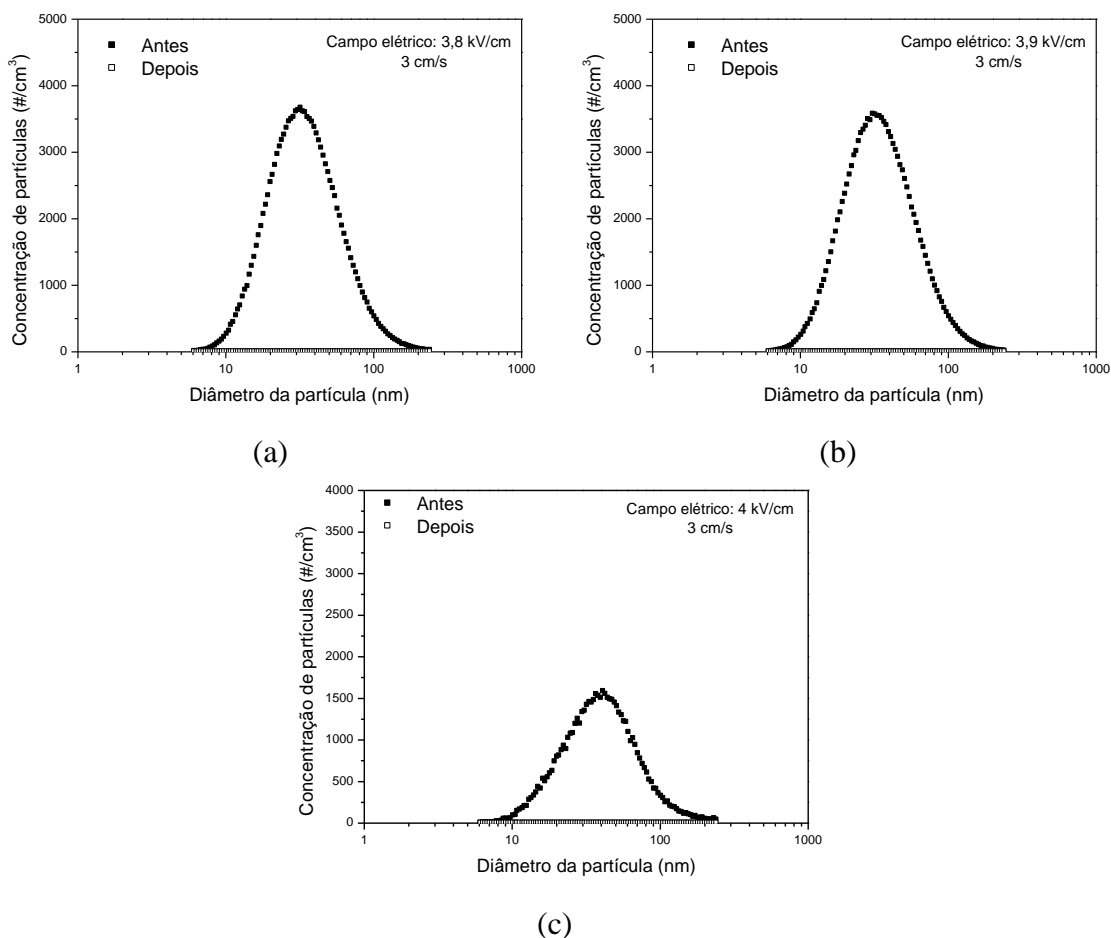 5000
4000
3000
2000
1000
0
Concentração de partículas (#/cm³)
Antes
Depois
Campo elétrico: 3,8 kV/cm
3 cm/s
1
10
100
1000
Diâmetro da partícula (nm)
(a)
5000
4000
3000
2000
1000
0
Concentração de partículas (#/cm³)
Antes
Depois
Campo elétrico: 3,9 kV/cm
3 cm/s
1
10
100
1000
Diâmetro da partícula (nm)
(b)
4000
3500
3000
2500
2000
1500
1000
500
0
Concentração de partículas (#/cm³)
Antes
Depois
Campo elétrico: 4 kV/cm
3 cm/s
1
10
100
1000
Diâmetro da partícula (nm)
(c)